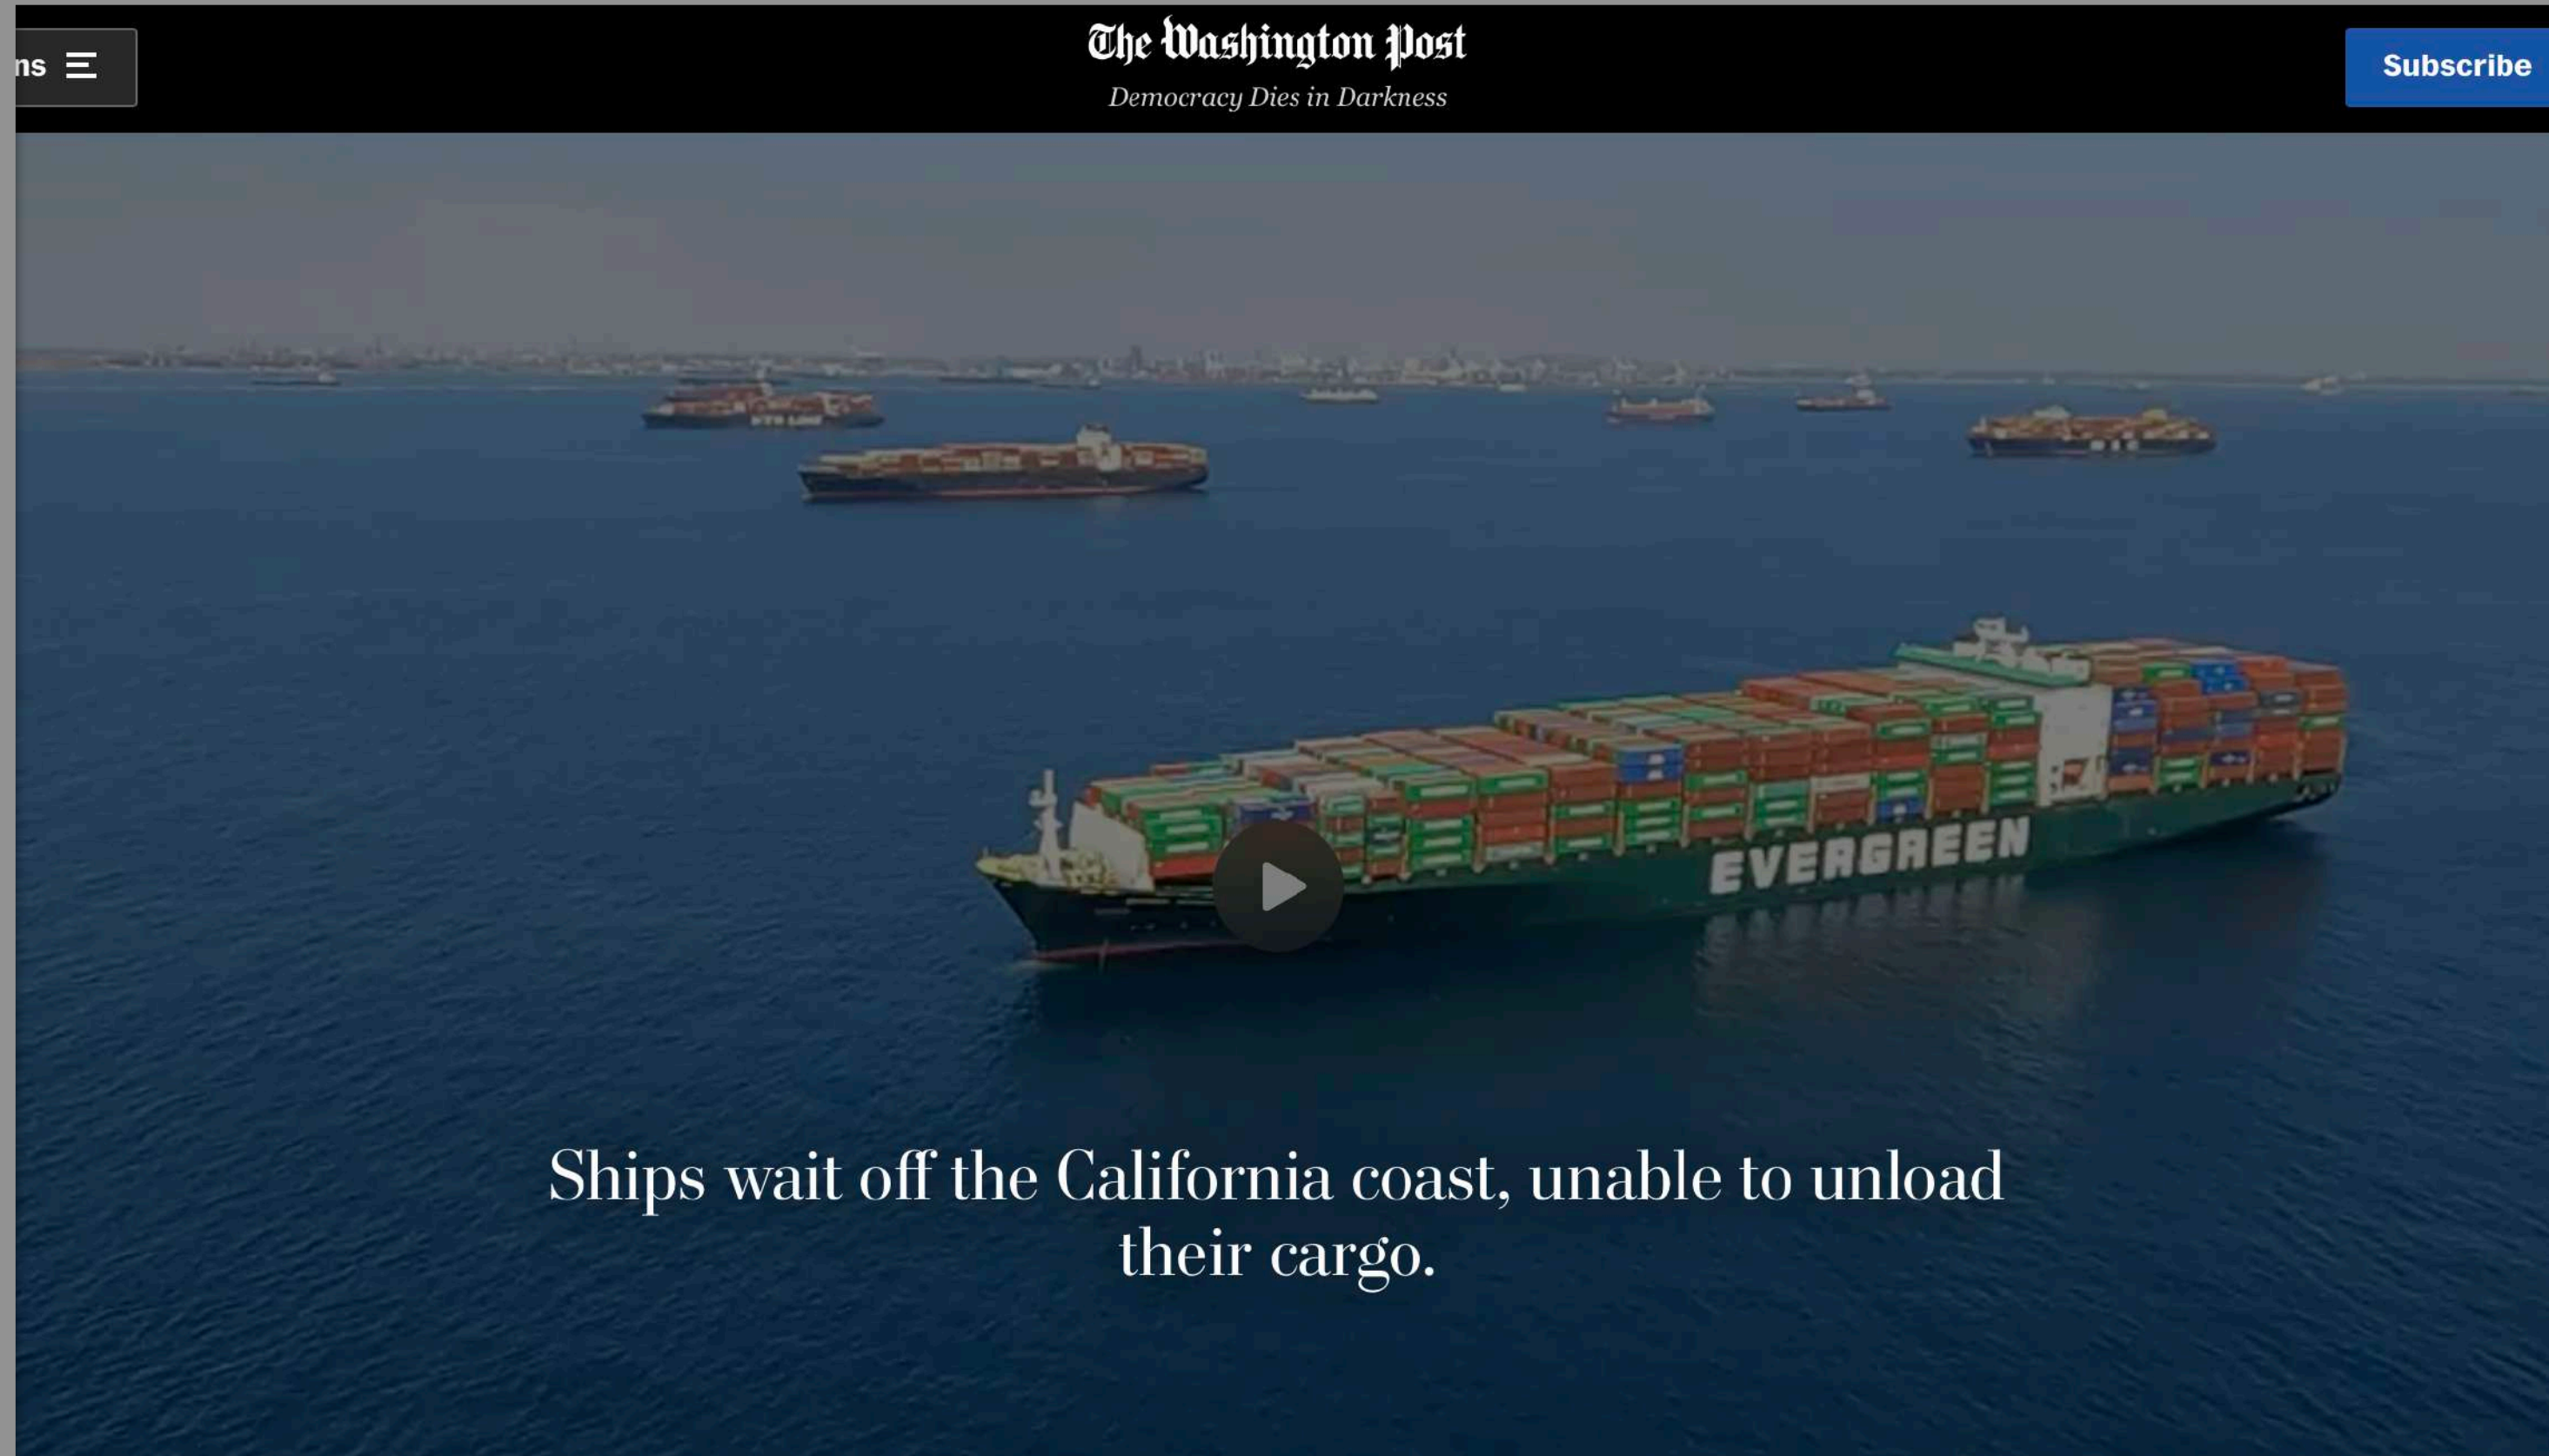 ns
The Washington Post
Democracy Dies in Darkness
Subscribe
EVERGREEN
Ships wait off the California coast, unable to unload
their cargo.